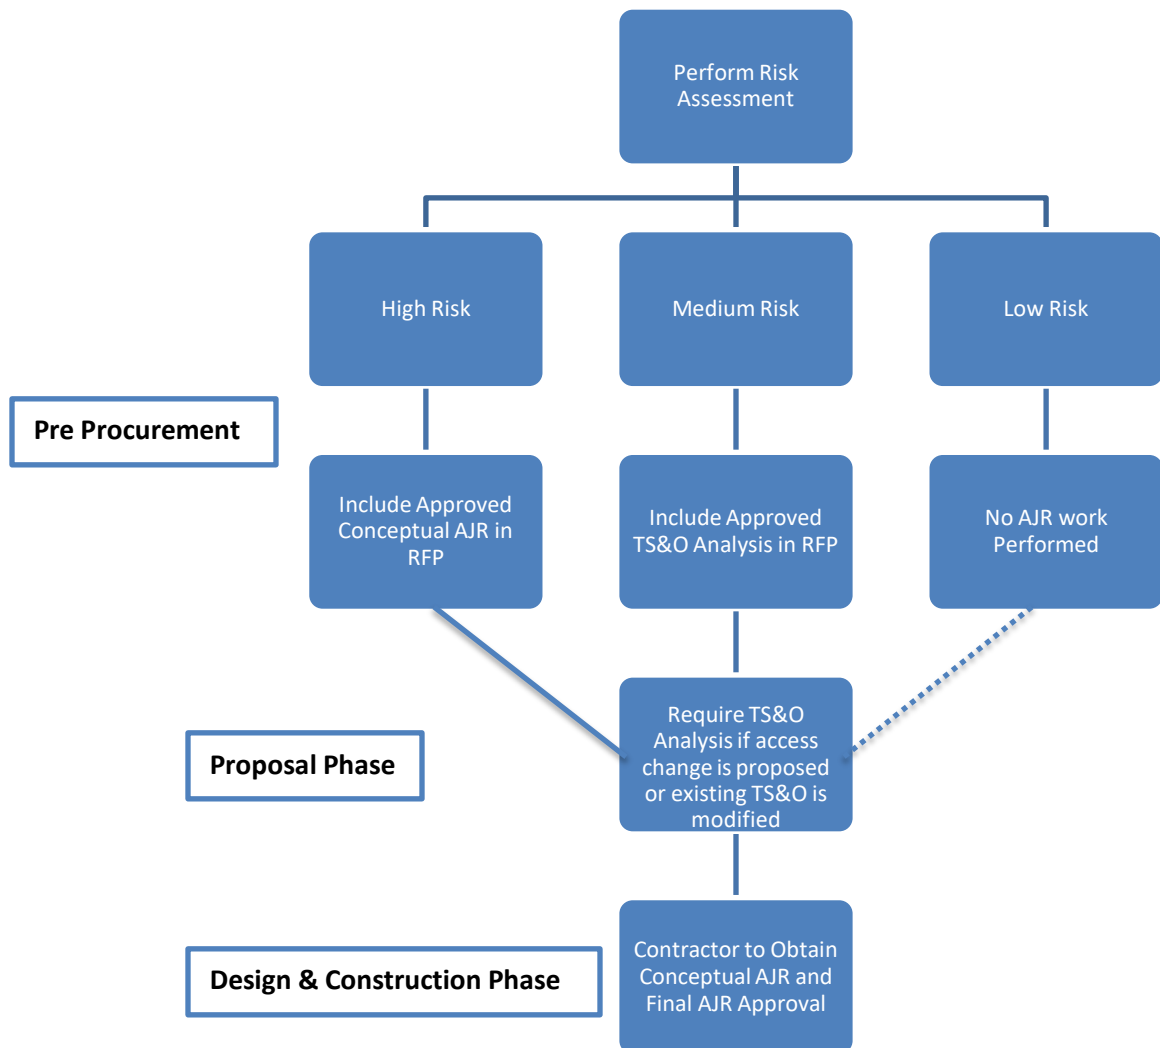 Perform Risk
Assessment
High Risk
Medium Risk
Low Risk
Pre Procurement
Include Approved
Conceptual AJR in
RFP
Include Approved
TS&O Analysis in RFP
No AJR work
Performed
Proposal Phase
Require TS&O
Analysis if access
change is proposed
or existing TS&O is
modified
Design & Construction Phase
Contractor to Obtain
Conceptual AJR and
Final AJR Approval